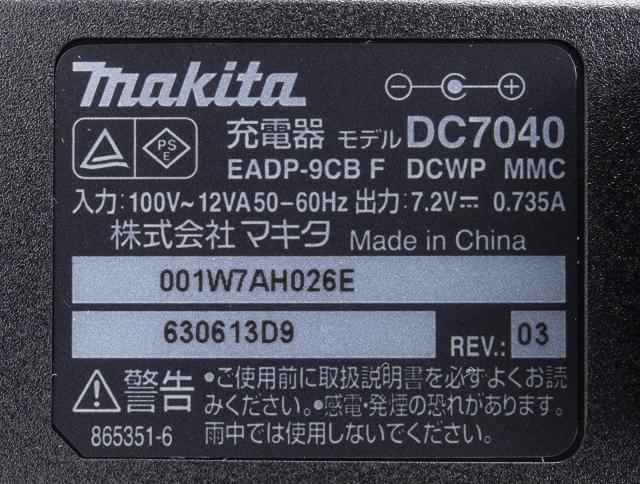 makita
PS
E
充電器 モデル DC7040
EADP-9CB F DCWP MMC
入力:100V~12VA50-60Hz 出力:7.2V⎓ 0.735A
株式会社 マキタ Made in China
001W7AH026E
630613D9
REV.: 03
警告 •ご使用前に取扱説明書を必ずよくお読
みください。•感電・発煙の恐れがあります。
865351-6 雨中では使用しないでください。